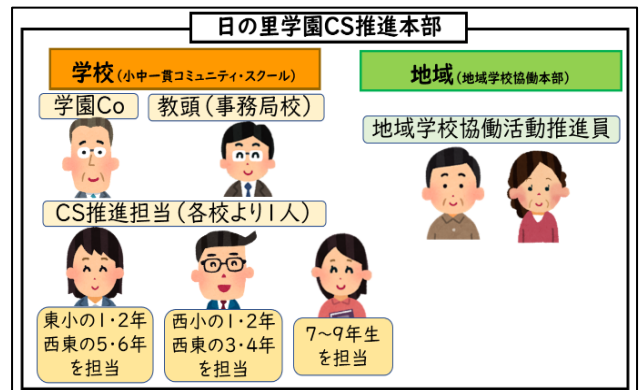 日の里学園CS推進本部
学校(小中一貫コミュニティ・スクール)
地域(地域学校協働本部)
学園Co
教頭(事務局校)
地域学校協働活動推進員
CS推進担当(各校より1人)
東小の1・2年
西東の5・6年
を担当
西小の1・2年
西東の3・4年
を担当
7~9年生
を担当